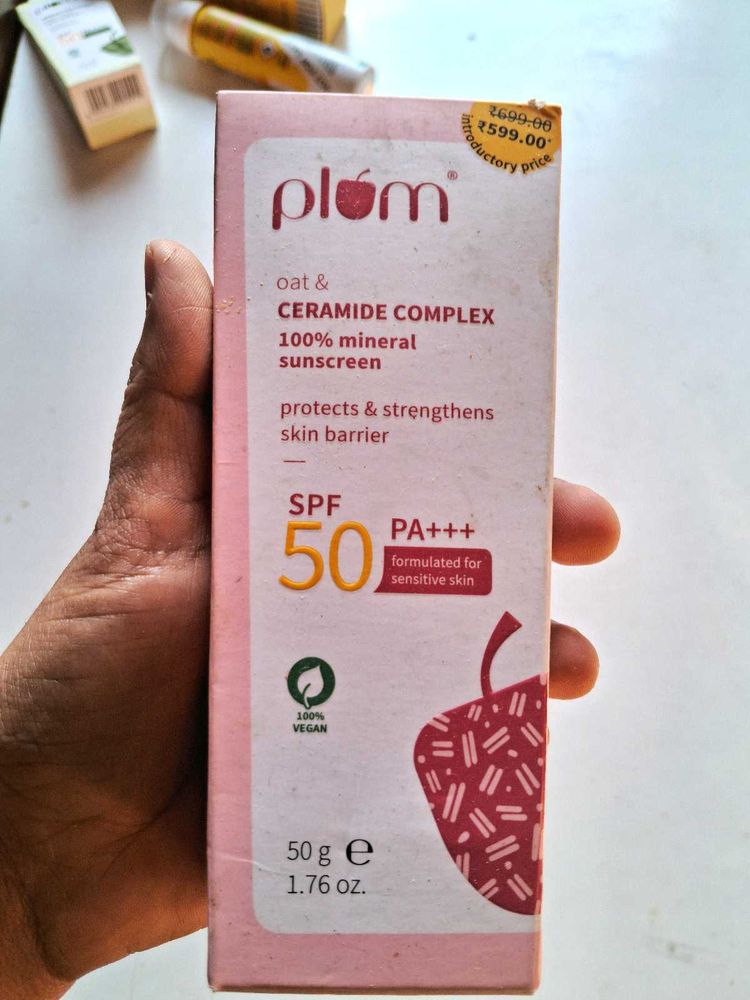 plum®
₹699.00
₹599.00*
introductory price
oat &
CERAMIDE COMPLEX
100% mineral
sunscreen
protects & strengthens
skin barrier
SPF
50
PA+++
formulated for
sensitive skin
100%
VEGAN
50 g ℮
1.76 oz.